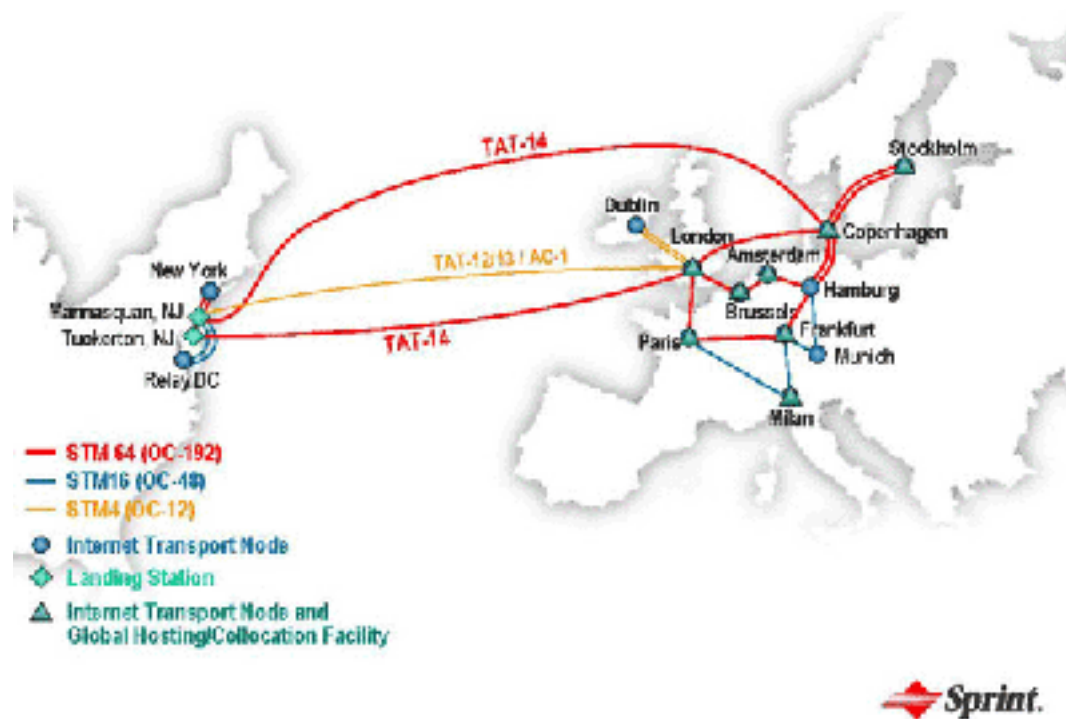 TAT-14
Stockholm
Dublin
London
Copenhagen
TAT-12/13 / AC-1
Amsterdam
New York
Hamburg
Mannasquan, NJ
Brussels
Tuckerton, NJ
TAT-14
Paris
Frankfurt
Munich
Relay, DC
Milan
STM 64 (OC-192)
STM16 (OC-48)
STM4 (OC-12)
Internet Transport Node
Landing Station
Internet Transport Node and
Global Hosting/Collocation Facility
Sprint.